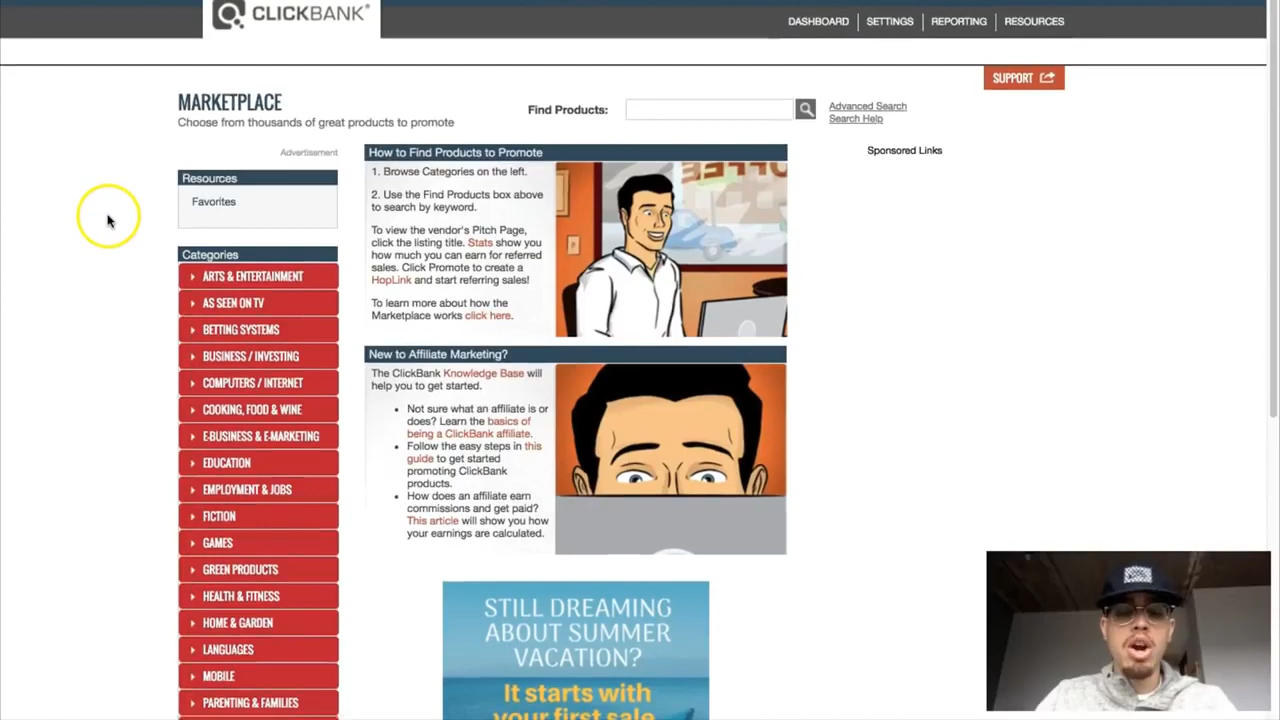 CLICKBANK
DASHBOARD
SETTINGS
REPORTING
RESOURCES
SUPPORT
MARKETPLACE
Choose from thousands of great products to promote
Find Products:
Advanced Search
Search Help
Sponsored Links
Advertisement
Resources
Favorites
Categories
ARTS & ENTERTAINMENT
AS SEEN ON TV
BETTING SYSTEMS
BUSINESS / INVESTING
COMPUTERS / INTERNET
COOKING, FOOD & WINE
E-BUSINESS & E-MARKETING
EDUCATION
EMPLOYMENT & JOBS
FICTION
GAMES
GREEN PRODUCTS
HEALTH & FITNESS
HOME & GARDEN
LANGUAGES
MOBILE
PARENTING & FAMILIES
How to Find Products to Promote
1. Browse Categories on the left.
2. Use the Find Products box above
to search by keyword.
To view the vendor's Pitch Page,
click the listing title. Stats show you
how much you can earn for referred
sales. Click Promote to create a
HopLink and start referring sales!
To learn more about how the
Marketplace works click here.
COFFEE
New to Affiliate Marketing?
The ClickBank Knowledge Base will
help you to get started.
• Not sure what an affiliate is or
does? Learn the basics of
being a ClickBank affiliate.
• Follow the easy steps in this
guide to get started
promoting ClickBank
products.
• How does an affiliate earn
commissions and get paid?
This article will show you how
your earnings are calculated.
STILL DREAMING
ABOUT SUMMER
VACATION?
It starts with
your first sale